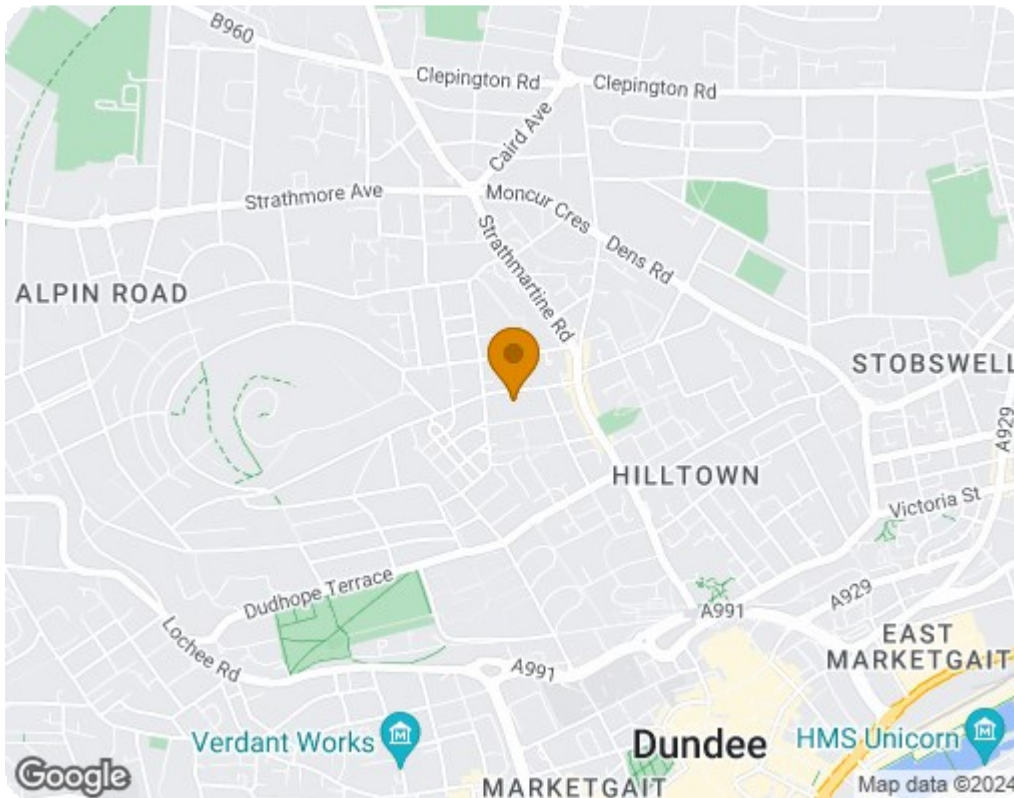 B960
Clepington Rd
Clepington Rd
Caird Ave
Strathmore Ave
Moncur Cres
Strathmartine Rd
Dens Rd
ALPIN ROAD
STOBSWELL
A929
HILLTOWN
Victoria St
Dudhope Terrace
A929
A991
Lochee Rd
EAST
MARKETGAIT
A991
Verdant Works
Dundee
HMS Unicorn
MARKETGAIT
Google
Map data ©2024